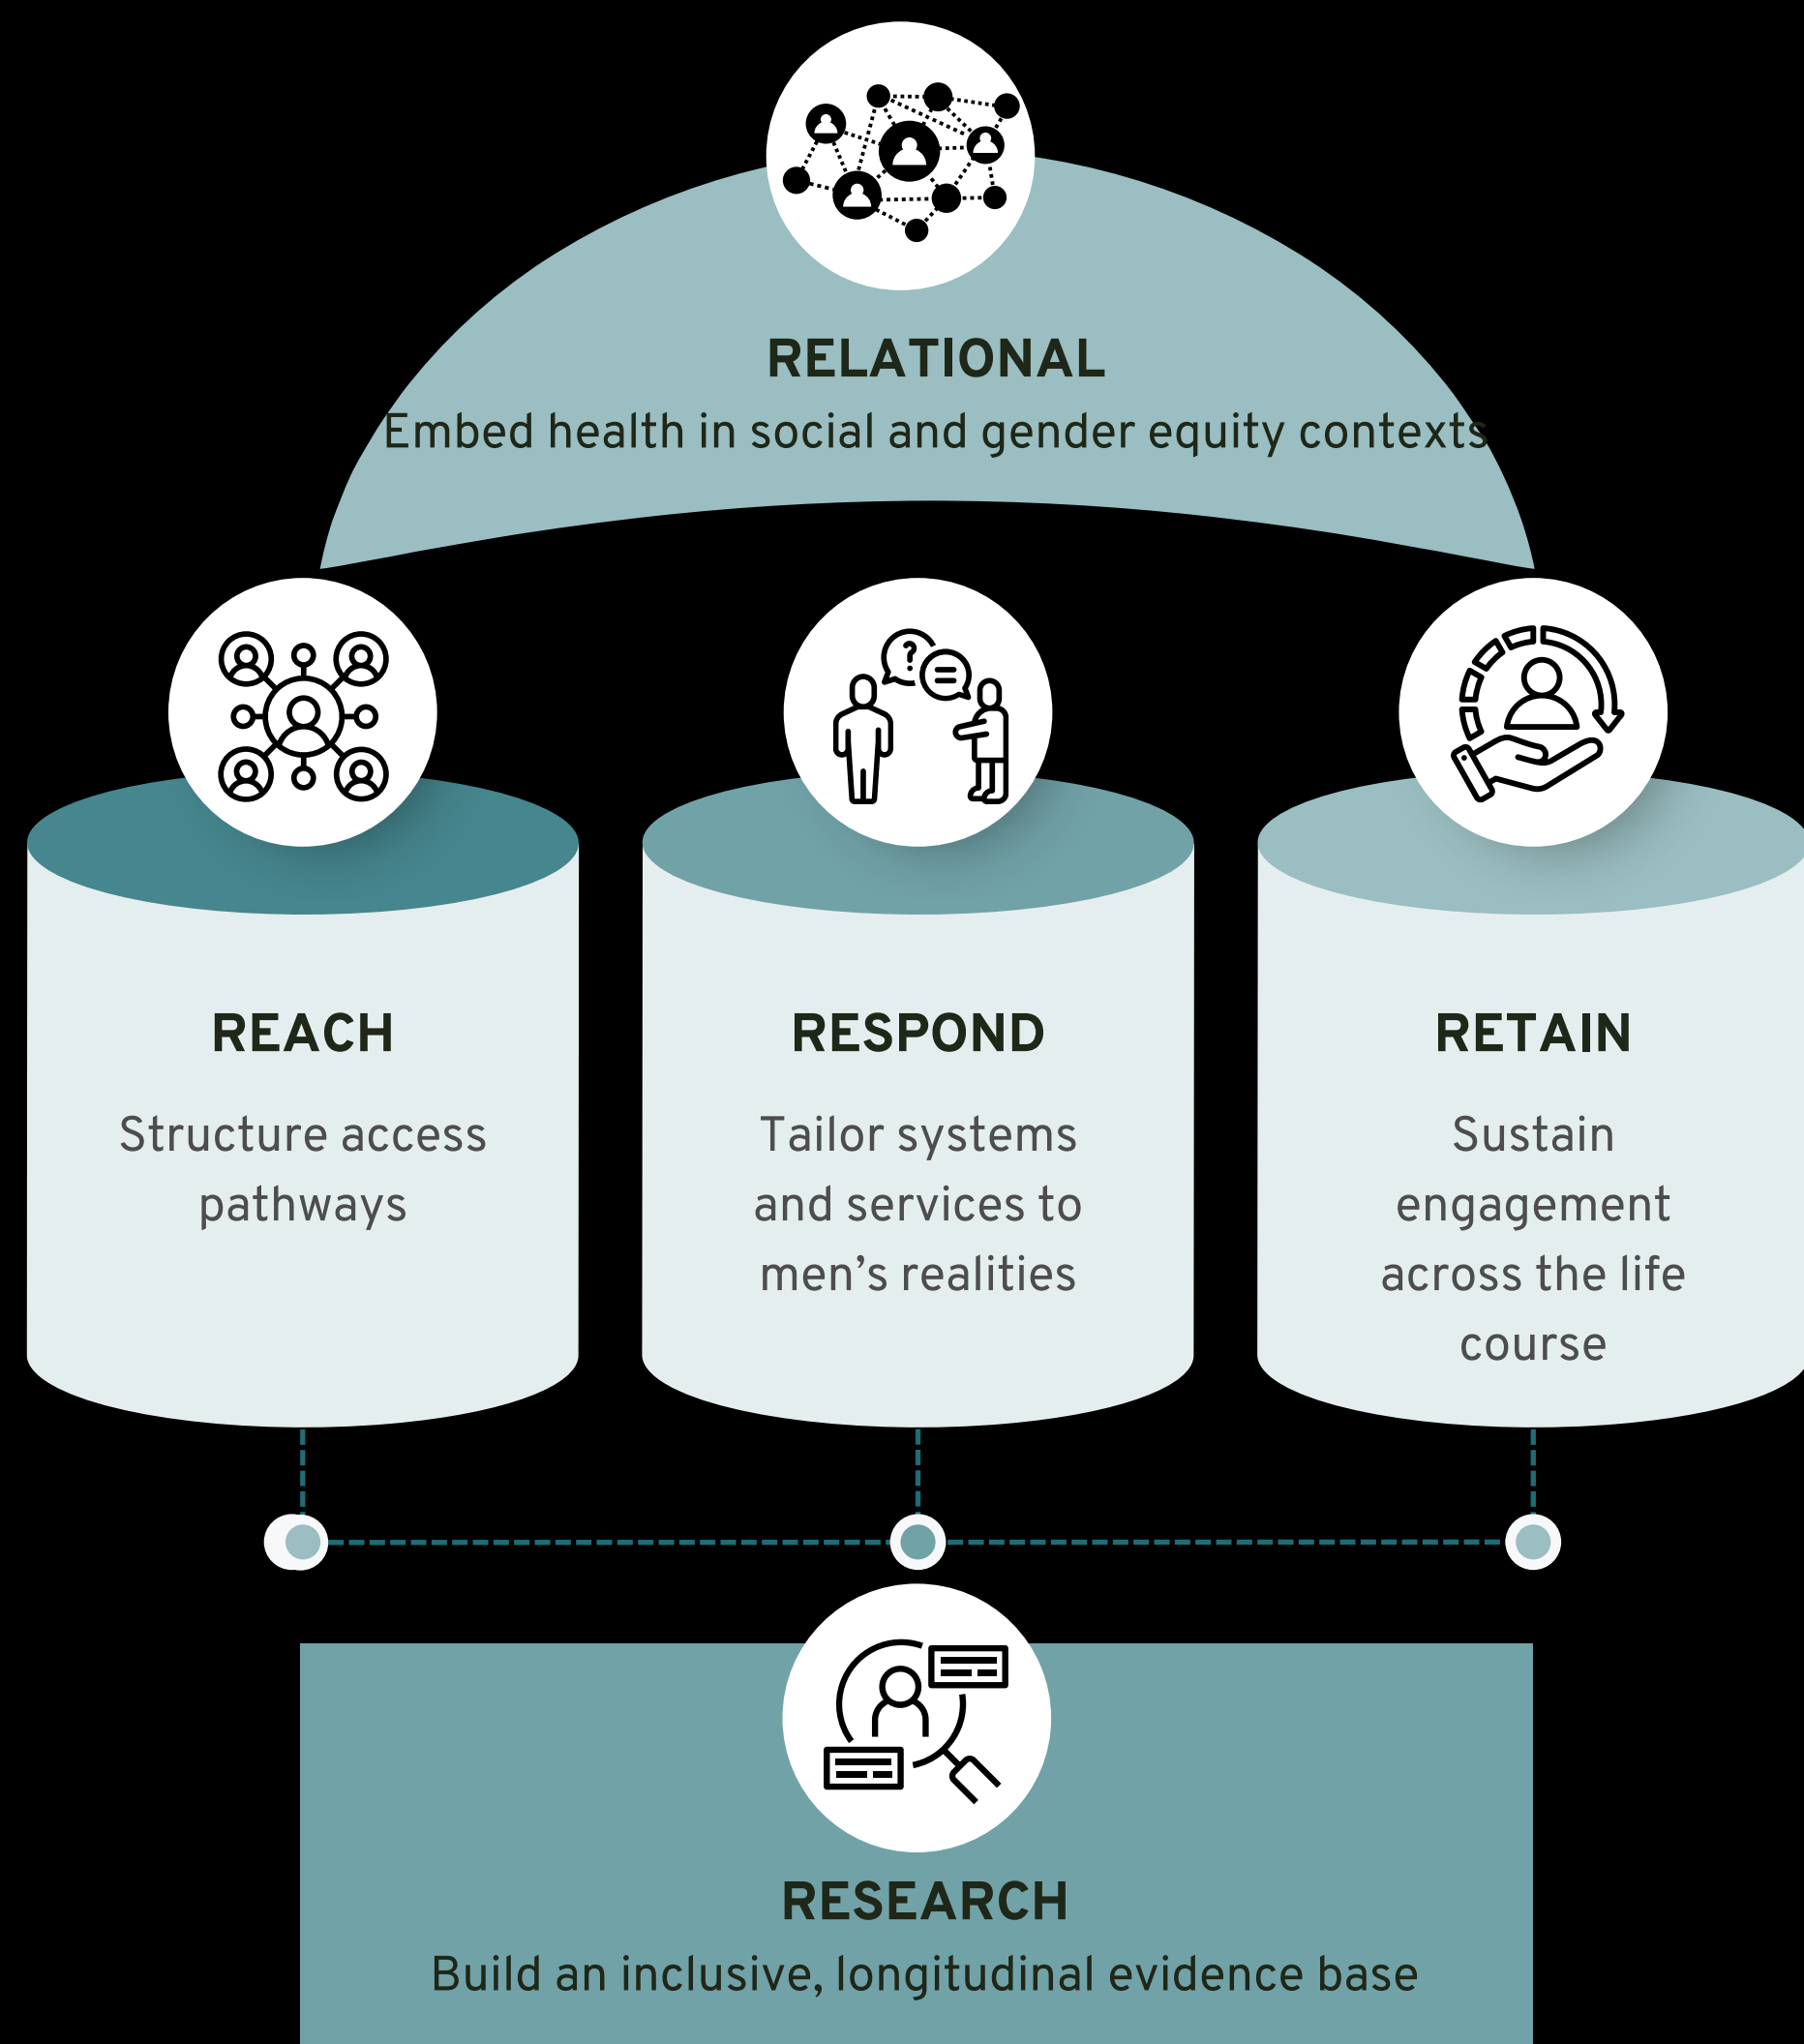 RELATIONAL
Embed health in social and gender equity contexts
?
REACH
Structure access
pathways
RESPOND
Tailor systems
and services to
men’s realities
RETAIN
Sustain
engagement
across the life
course
RESEARCH
Build an inclusive, longitudinal evidence base